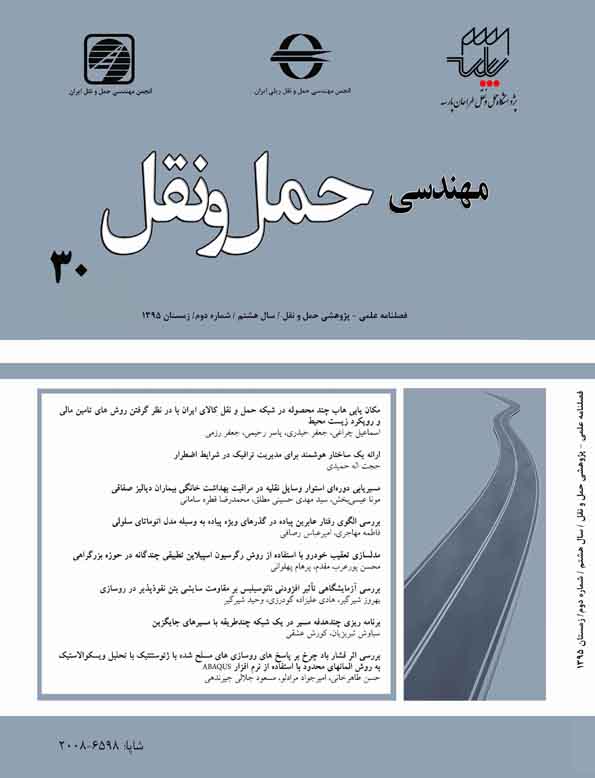 انجمن مهندسی حمل و نقل ایران
انجمن مهندسی حمل و نقل ریلی ایران
پارسه
پژوهشگاه حمل و نقل طراحان پارسه
مهندسی حمل و نقل
۳۰
فصلنامه علمی - پژوهشی حمل و نقل / سال هشتم / شماره دوم / زمستان ۱۳۹۵
مکان یابی هاب چند محصوله در شبکه حمل و نقل کالای ایران با در نظر گرفتن روش های تامین مالی
و رویکرد زیست محیط
اسماعیل چراغی، جعفر حیدری، یاسر رحیمی، جعفر رزمی
ارائه یک ساختار هوشمند برای مدیریت ترافیک در شرایط اضطرار
حجت اله حمیدی
مسیریابی دوره‌ای استوار وسایل نقلیه در مراقبت بهداشت خانگی بیماران دیالیز صفاقی
مونا عیسی‌بخش، سید مهدی حسینی مطلق، محمدرضا قطره سامانی
بررسی الگوی رفتار عابرین پیاده در گذرهای ویژه پیاده به وسیله مدل اتوماتای سلولی
فاطمه مهاجری، امیرعباس رصافی
مدلسازی تعقیب خودرو با استفاده از روش رگرسیون اسپیلاین تطبیقی چندگانه در حوزه بزرگراهی
محسن پورعرب مقدم، پرهام پهلوانی
بررسی آزمایشگاهی تأثیر افزودنی نانوسیلیس بر مقاومت سایشی بتن نفوذپذیر در روسازی
بهروز شیرگیر، هادی علیزاده گودرزی، وحید شیرگیر
برنامه ریزی چندهدفه مسیر در یک شبکه چندطریقه با مسیرهای جایگزین
سیاوش تبریزیان، کورش عشقی
بررسی اثر فشار باد چرخ بر پاسخ های روسازی های مسلح شده با ژئوسنتتیک با تحلیل ویسکوالاستیک
به روش المانهای محدود با استفاده از نرم افزار ABAQUS
حسن طاهرخانی، امیرجواد مرادلو، مسعود جلالی جیرندهی
فصلنامه علمی - پژوهشی حمل و نقل / سال هشتم / شماره دوم / زمستان ۱۳۹۵
شاپا: ۶۵۹۸-۲۰۰۸